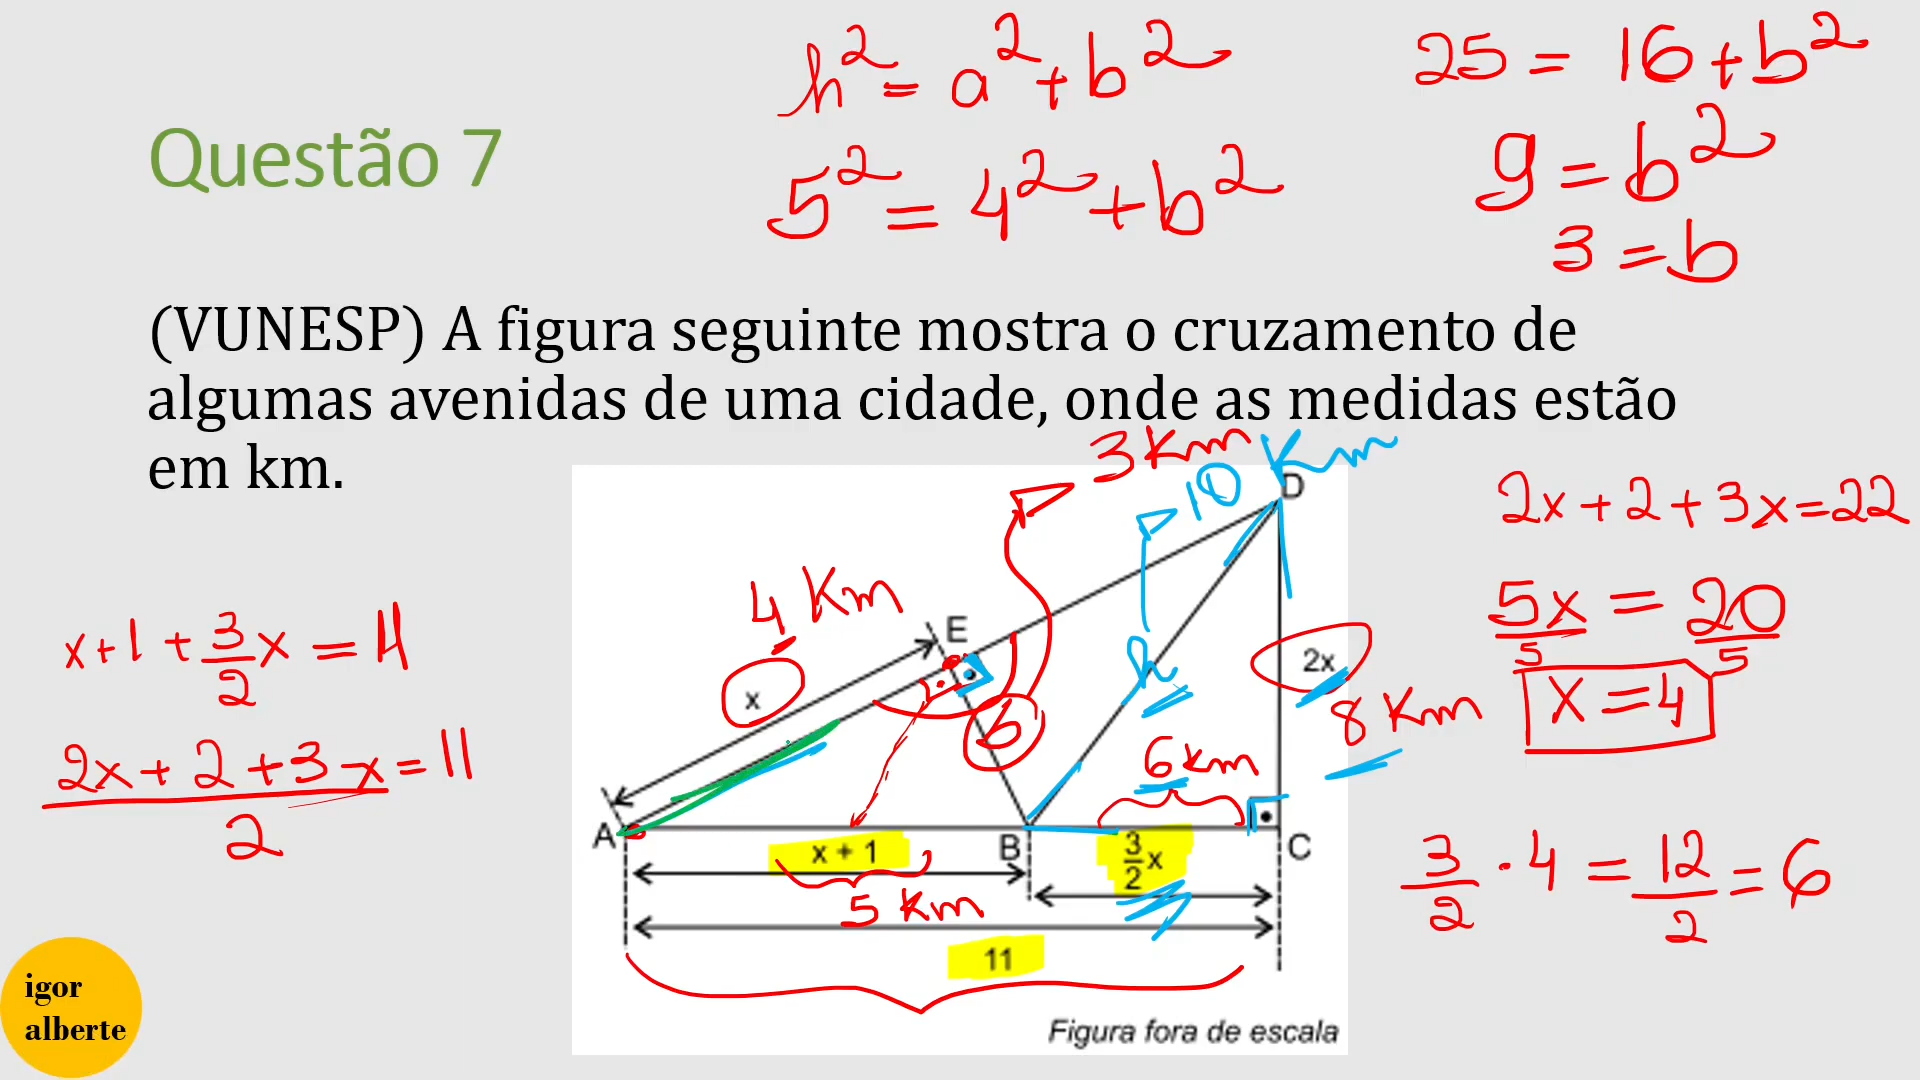 h² = a² + b²
25 = 16 + b²
Questão 7
9 = b²
5² = 4² + b²
3 = b
(VUNESP) A figura seguinte mostra o cruzamento de
algumas avenidas de uma cidade, onde as medidas estão
em km.
3 Km
10 Km
D
2x + 2 + 3x = 22
4 Km
E
x + 1 + 3/2 x = 11
5x/5 = 20/5
x
b
h
2x
8 Km
x = 4
2x + 2 + 3x / 2 = 11
6 km
A
x + 1
B
3/2 x
C
3/2 · 4 = 12/2 = 6
5 km
11
igor
alberte
Figura fora de escala